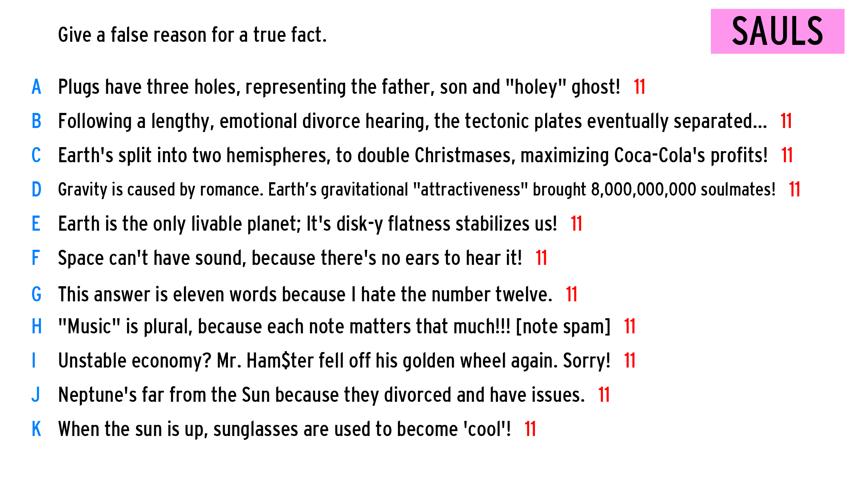 Give a false reason for a true fact.
SAULS
A Plugs have three holes, representing the father, son and "holey" ghost! 11
B Following a lengthy, emotional divorce hearing, the tectonic plates eventually separated... 11
C Earth's split into two hemispheres, to double Christmases, maximizing Coca-Cola's profits! 11
D Gravity is caused by romance. Earth’s gravitational "attractiveness" brought 8,000,000,000 soulmates! 11
E Earth is the only livable planet; It's disk-y flatness stabilizes us! 11
F Space can't have sound, because there's no ears to hear it! 11
G This answer is eleven words because I hate the number twelve. 11
H "Music" is plural, because each note matters that much!!! [note spam] 11
I Unstable economy? Mr. Ham$ter fell off his golden wheel again. Sorry! 11
J Neptune's far from the Sun because they divorced and have issues. 11
K When the sun is up, sunglasses are used to become 'cool'! 11